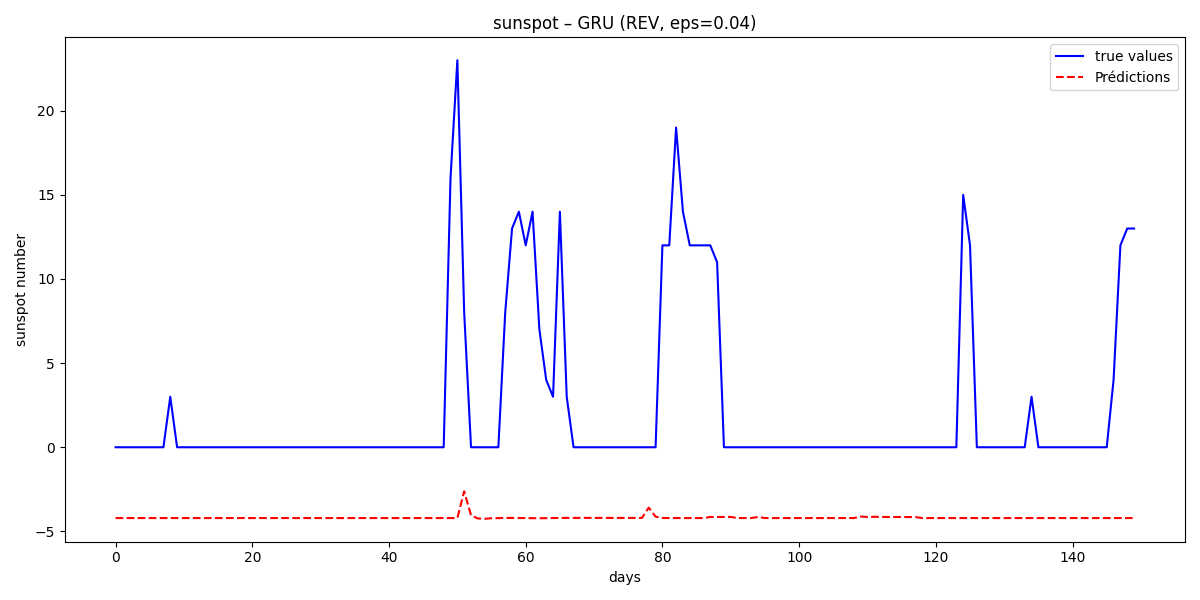 sunspot – GRU (REV, eps=0.04)
true values
Prédictions
sunspot number
20
15
10
5
0
−5
0 20 40 60 80 100 120 140
days